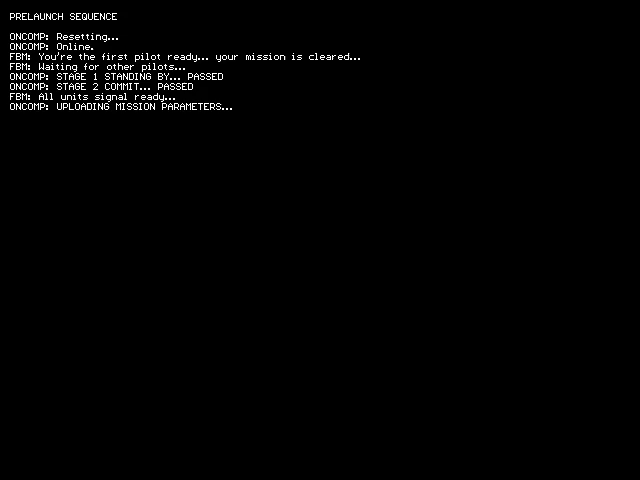 PRELAUNCH SEQUENCE
ONCOMP: Resetting...
ONCOMP: Online.
FBM: You're the first pilot ready... your mission is cleared...
FBM: Waiting for other pilots...
ONCOMP: STAGE 1 STANDING BY... PASSED
ONCOMP: STAGE 2 COMMIT... PASSED
FBM: All units signal ready...
ONCOMP: UPLOADING MISSION PARAMETERS...